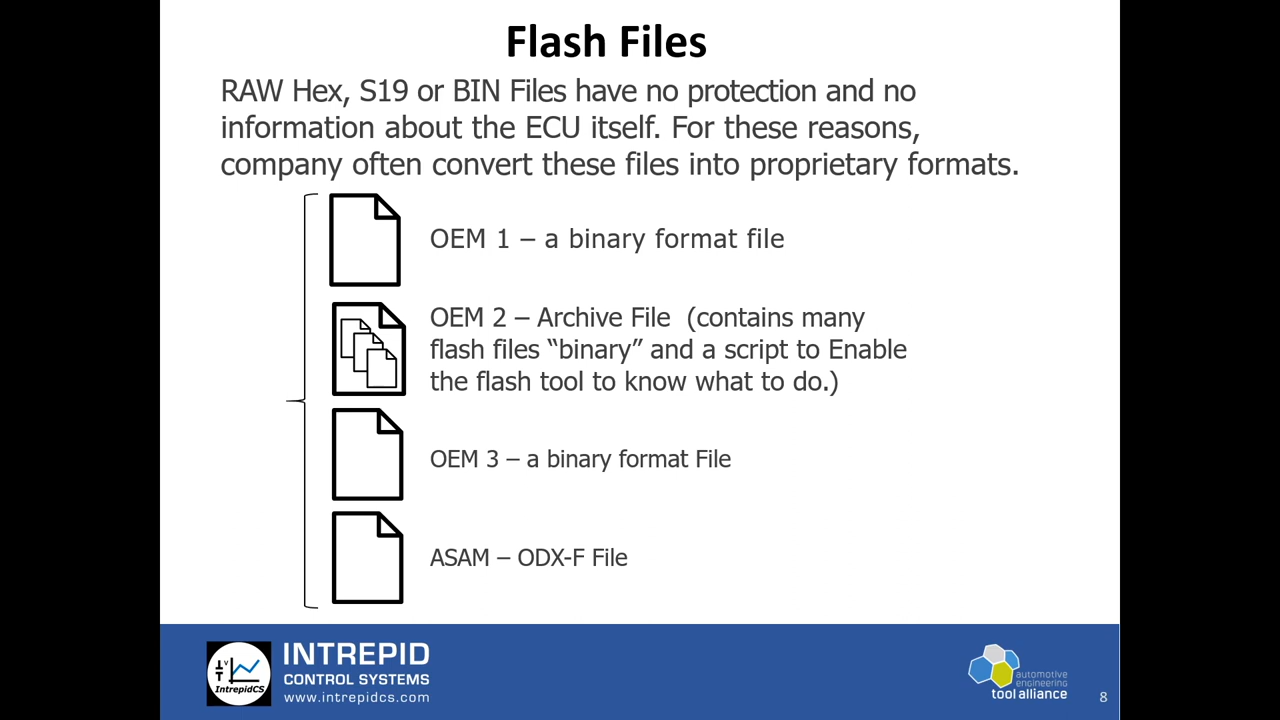 Flash Files
RAW Hex, S19 or BIN Files have no protection and no
information about the ECU itself. For these reasons,
company often convert these files into proprietary formats.
OEM 1 – a binary format file
OEM 2 – Archive File  (contains many
flash files “binary” and a script to Enable
the flash tool to know what to do.)
OEM 3 – a binary format File
ASAM – ODX-F File
IntrepidCS
INTREPID
CONTROL SYSTEMS
www.intrepidcs.com
automotive
engineering
tool alliance
8